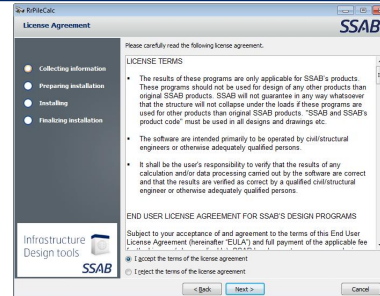 RrPileCalc
License Agreement
SSAB
Please carefully read the following license agreement.
Collecting information
Preparing installation
Installing
Finalizing installation
LICENSE TERMS
• The results of these programs are only applicable for SSAB's products.
These programs should not be used for design of any other products than
original SSAB products. SSAB will not guarantee in any way whatsoever
that the structure will not collapse under the loads if these programs are
used for other products than original SSAB products. "SSAB and SSAB's
product code" must be used in all designs and drawings etc.
• The software are intended primarily to be operated by civil/structural
engineers or otherwise adequately qualified persons.
• It shall be the user's responsibility to verify that the results of any
calculation and/or data processing carried out by the software are correct
and that the results are verified as correct by a qualified civil/structural
engineer or otherwise adequately qualified persons.
END USER LICENSE AGREEMENT FOR SSAB'S DESIGN PROGRAMS
Subject to your acceptance of and agreement to the terms of this End User
License Agreement (hereinafter "EULA") and full payment of the applicable fee
Infrastructure
Design tools
SSAB
I accept the terms of the license agreement
I reject the terms of the license agreement
< Back
Next >
Cancel